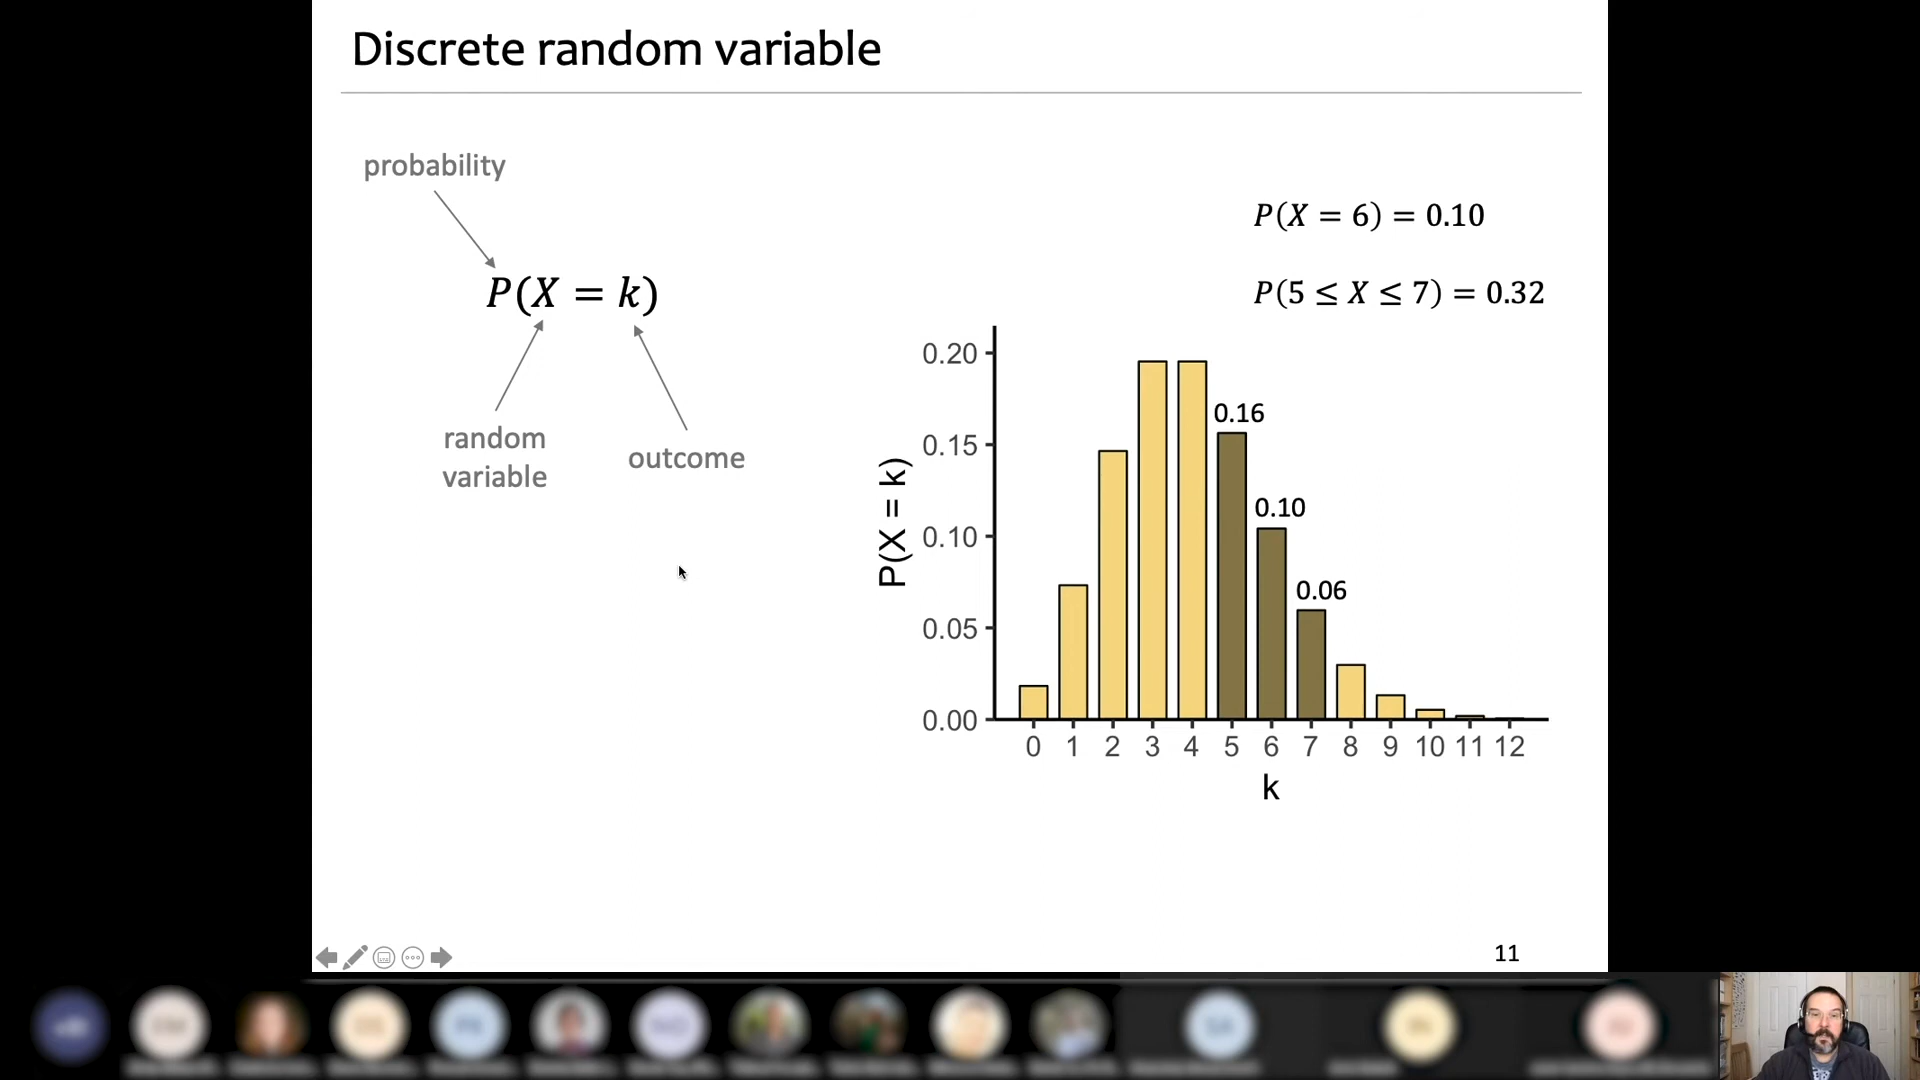 Discrete random variable
probability
P(X = k)
random
variable
outcome
P(X = 6) = 0.10
P(5 ≤ X ≤ 7) = 0.32
P(X = k)
0.20
0.15
0.10
0.05
0.00
0.16
0.10
0.06
0 1 2 3 4 5 6 7 8 9 10 11 12
k
11